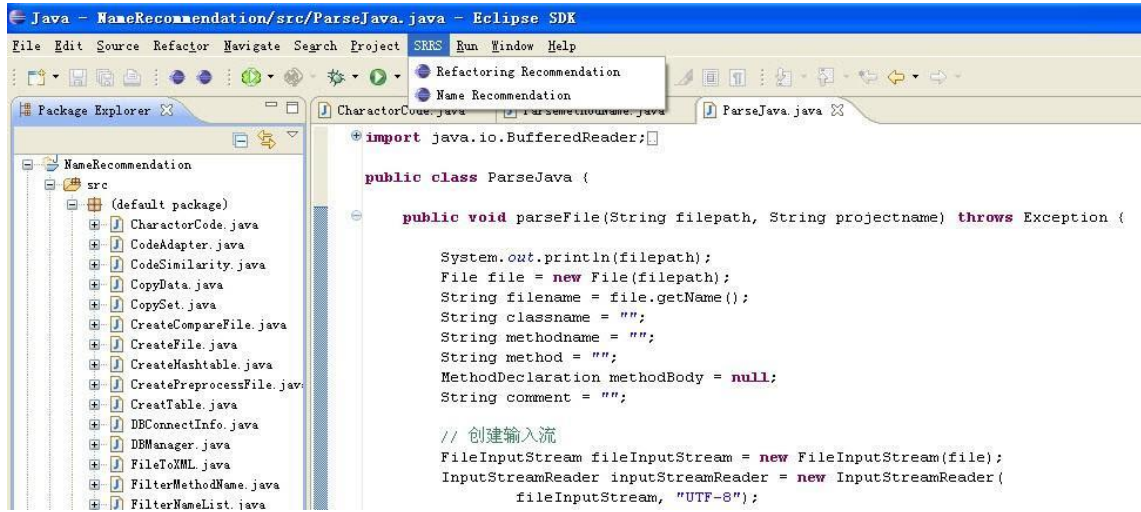 Java - NameRecommendation/src/ParseJava.java - Eclipse SDK
File Edit Source Refactor Navigate Search Project SRRS Run Window Help
Refactoring Recommendation
Name Recommendation
Package Explorer
CharactorCode.java
ParsemethodName.java
ParseJava.java
NameRecommendation
src
(default package)
CharactorCode.java
CodeAdapter.java
CodeSimilarity.java
CopyData.java
CopySet.java
CreateCompareFile.java
CreateFile.java
CreateHashtable.java
CreatePreprocessFile.jav
CreatTable.java
DBConnectInfo.java
DBManager.java
FileToXML.java
FilterMethodName.java
FilterNameList.java
import java.io.BufferedReader;
public class ParseJava {
public void parseFile(String filepath, String projectname) throws Exception {
System.out.println(filepath);
File file = new File(filepath);
String filename = file.getName();
String classname = "";
String methodname = "";
String method = "";
MethodDeclaration methodBody = null;
String comment = "";
// 创建输入流
FileInputStream fileInputStream = new FileInputStream(file);
InputStreamReader inputStreamReader = new InputStreamReader(
fileInputStream, "UTF-8");